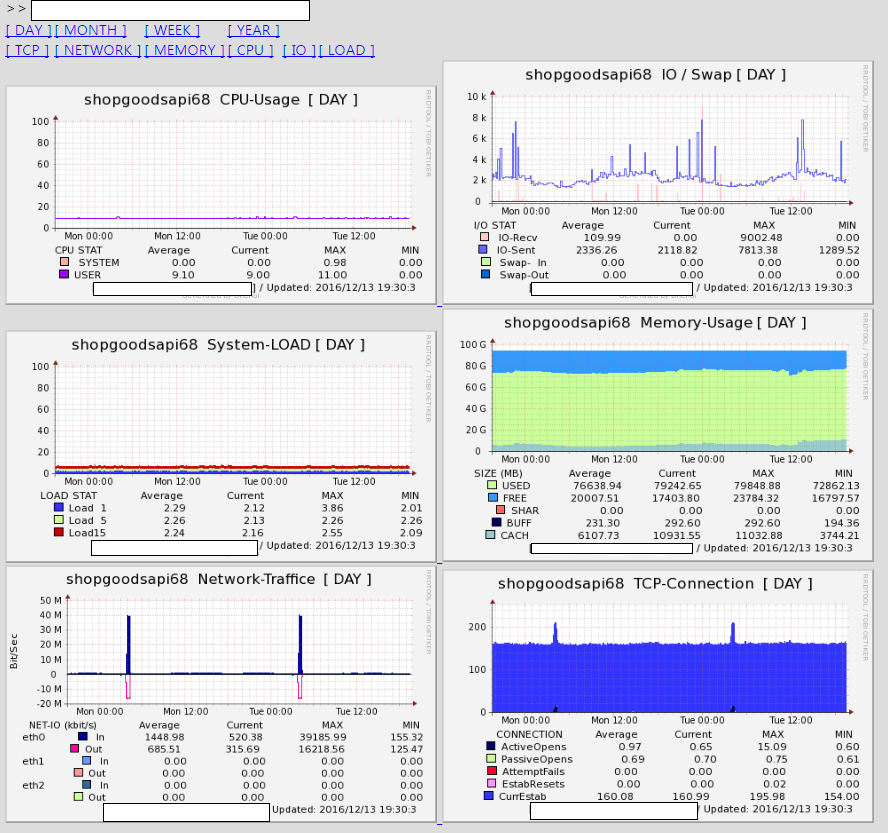 >>
[ DAY ] [ MONTH ] [ WEEK ] [ YEAR ]
[ TCP ] [ NETWORK ] [ MEMORY ] [ CPU ] [ IO ] [ LOAD ]
shopgoodsapi68 CPU-Usage [ DAY ]
RRDTOOL / TOBI OETIKER
100
80
60
40
20
0
Mon 00:00 Mon 12:00 Tue 00:00 Tue 12:00
CPU STAT Average Current MAX MIN
SYSTEM 0.00 0.00 0.98 0.00
USER 9.10 9.00 11.00 0.00
/ Updated: 2016/12/13 19:30:3
shopgoodsapi68 IO / Swap [ DAY ]
RRDTOOL / TOBI OETIKER
10 k
8 k
6 k
4 k
2 k
0
Mon 00:00 Mon 12:00 Tue 00:00 Tue 12:00
I/O STAT Average Current MAX MIN
IO-Recv 109.99 0.00 9002.48 0.00
IO-Sent 2336.26 2118.82 7813.38 1289.52
Swap- In 0.00 0.00 0.00 0.00
Swap-Out 0.00 0.00 0.00 0.00
/ Updated: 2016/12/13 19:30:3
shopgoodsapi68 System-LOAD [ DAY ]
RRDTOOL / TOBI OETIKER
100
80
60
40
20
0
Mon 00:00 Mon 12:00 Tue 00:00 Tue 12:00
LOAD STAT Average Current MAX MIN
Load 1 2.29 2.12 3.86 2.01
Load 5 2.26 2.13 2.26 2.26
Load15 2.24 2.16 2.55 2.09
/ Updated: 2016/12/13 19:30:3
shopgoodsapi68 Memory-Usage [ DAY ]
RRDTOOL / TOBI OETIKER
100 G
80 G
60 G
40 G
20 G
0
Mon 00:00 Mon 12:00 Tue 00:00 Tue 12:00
SIZE (MB) Average Current MAX MIN
USED 76638.94 79242.65 79848.88 72862.13
FREE 20007.51 17403.80 23784.32 16797.57
SHAR 0.00 0.00 0.00 0.00
BUFF 231.30 292.60 292.60 194.36
CACH 6107.73 10931.55 11032.88 3744.21
/ Updated: 2016/12/13 19:30:3
shopgoodsapi68 Network-Traffice [ DAY ]
RRDTOOL / TOBI OETIKER
Bit/Sec
50 M
40 M
30 M
20 M
10 M
0
-10 M
-20 M
Mon 00:00 Mon 12:00 Tue 00:00 Tue 12:00
NET-IO (kbit/s) Average Current MAX MIN
eth0 In 1448.98 520.38 39185.99 155.32
Out 685.51 315.69 16218.56 125.47
eth1 In 0.00 0.00 0.00 0.00
Out 0.00 0.00 0.00 0.00
eth2 In 0.00 0.00 0.00 0.00
Out 0.00 0.00 0.00 0.00
Updated: 2016/12/13 19:30:3
shopgoodsapi68 TCP-Connection [ DAY ]
RRDTOOL / TOBI OETIKER
200
100
0
Mon 00:00 Mon 12:00 Tue 00:00 Tue 12:00
CONNECTION Average Current MAX MIN
ActiveOpens 0.97 0.65 15.09 0.60
PassiveOpens 0.69 0.70 0.75 0.61
AttemptFails 0.00 0.00 0.00 0.00
EstabResets 0.00 0.00 0.02 0.00
CurrEstab 160.08 160.99 195.98 154.00
/ Updated: 2016/12/13 19:30:3